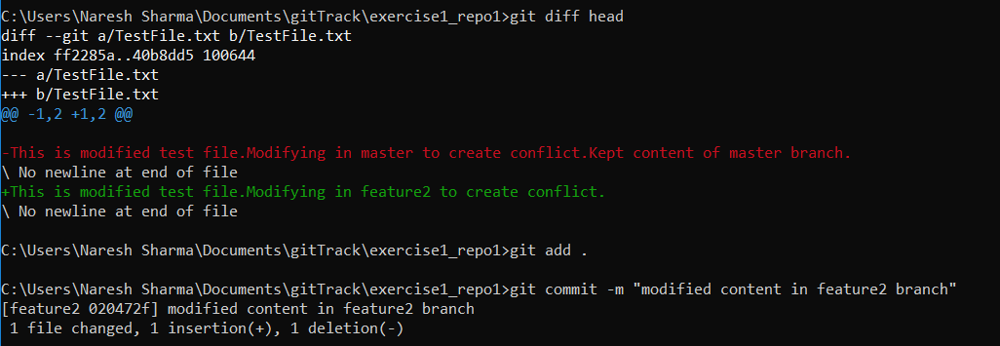 C:\Users\Naresh Sharma\Documents\gitTrack\exercise1_repo1>git diff head
diff --git a/TestFile.txt b/TestFile.txt
index ff2285a..40b8dd5 100644
--- a/TestFile.txt
+++ b/TestFile.txt
@@ -1,2 +1,2 @@
-This is modified test file.Modifying in master to create conflict.Kept content of master branch.
\ No newline at end of file
+This is modified test file.Modifying in feature2 to create conflict.
\ No newline at end of file
C:\Users\Naresh Sharma\Documents\gitTrack\exercise1_repo1>git add .
C:\Users\Naresh Sharma\Documents\gitTrack\exercise1_repo1>git commit -m "modified content in feature2 branch"
[feature2 020472f] modified content in feature2 branch
 1 file changed, 1 insertion(+), 1 deletion(-)